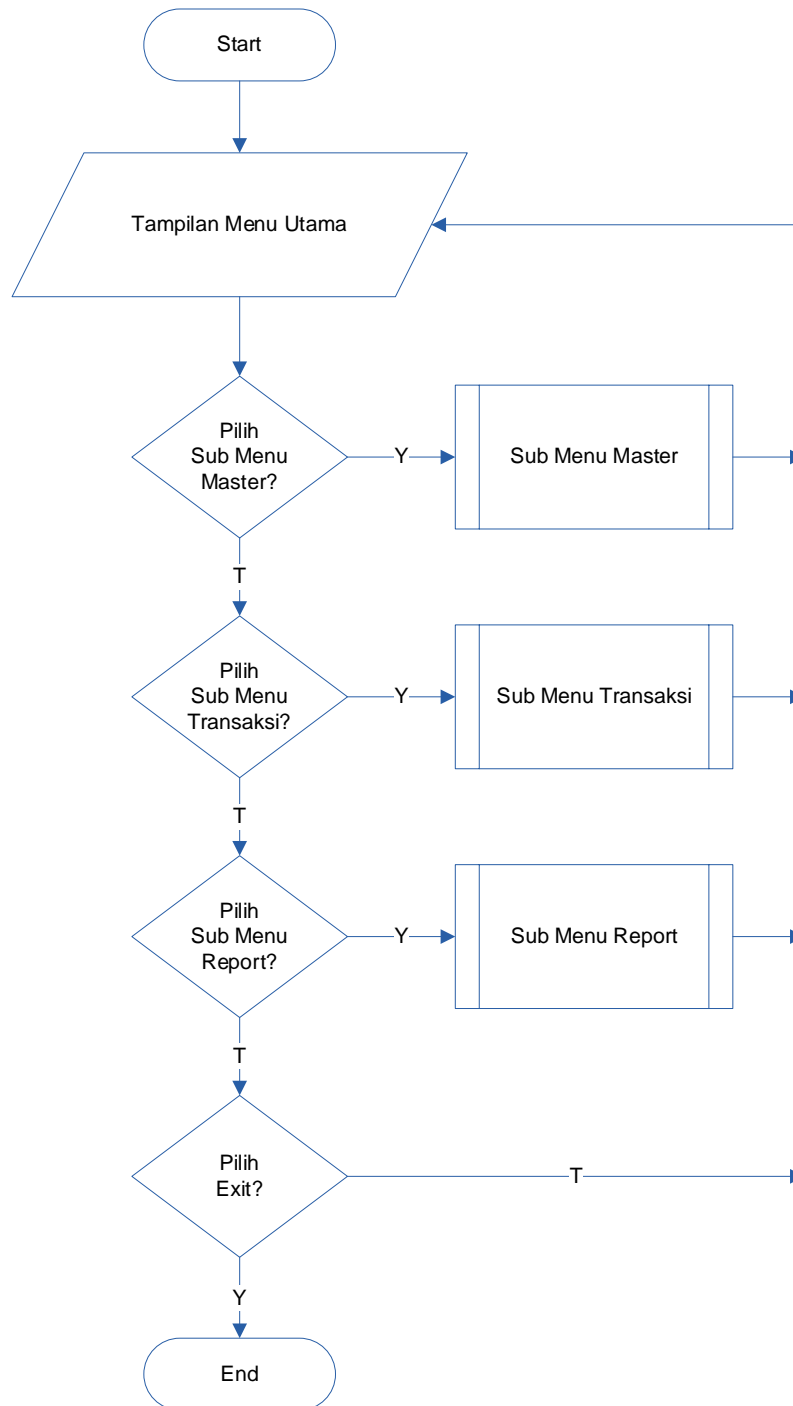 Start
Tampilan Menu Utama
Pilih
Sub Menu
Master?
Y
Sub Menu Master
T
Pilih
Sub Menu
Transaksi?
Y
Sub Menu Transaksi
T
Pilih
Sub Menu
Report?
Y
Sub Menu Report
T
Pilih
Exit?
T
Y
End